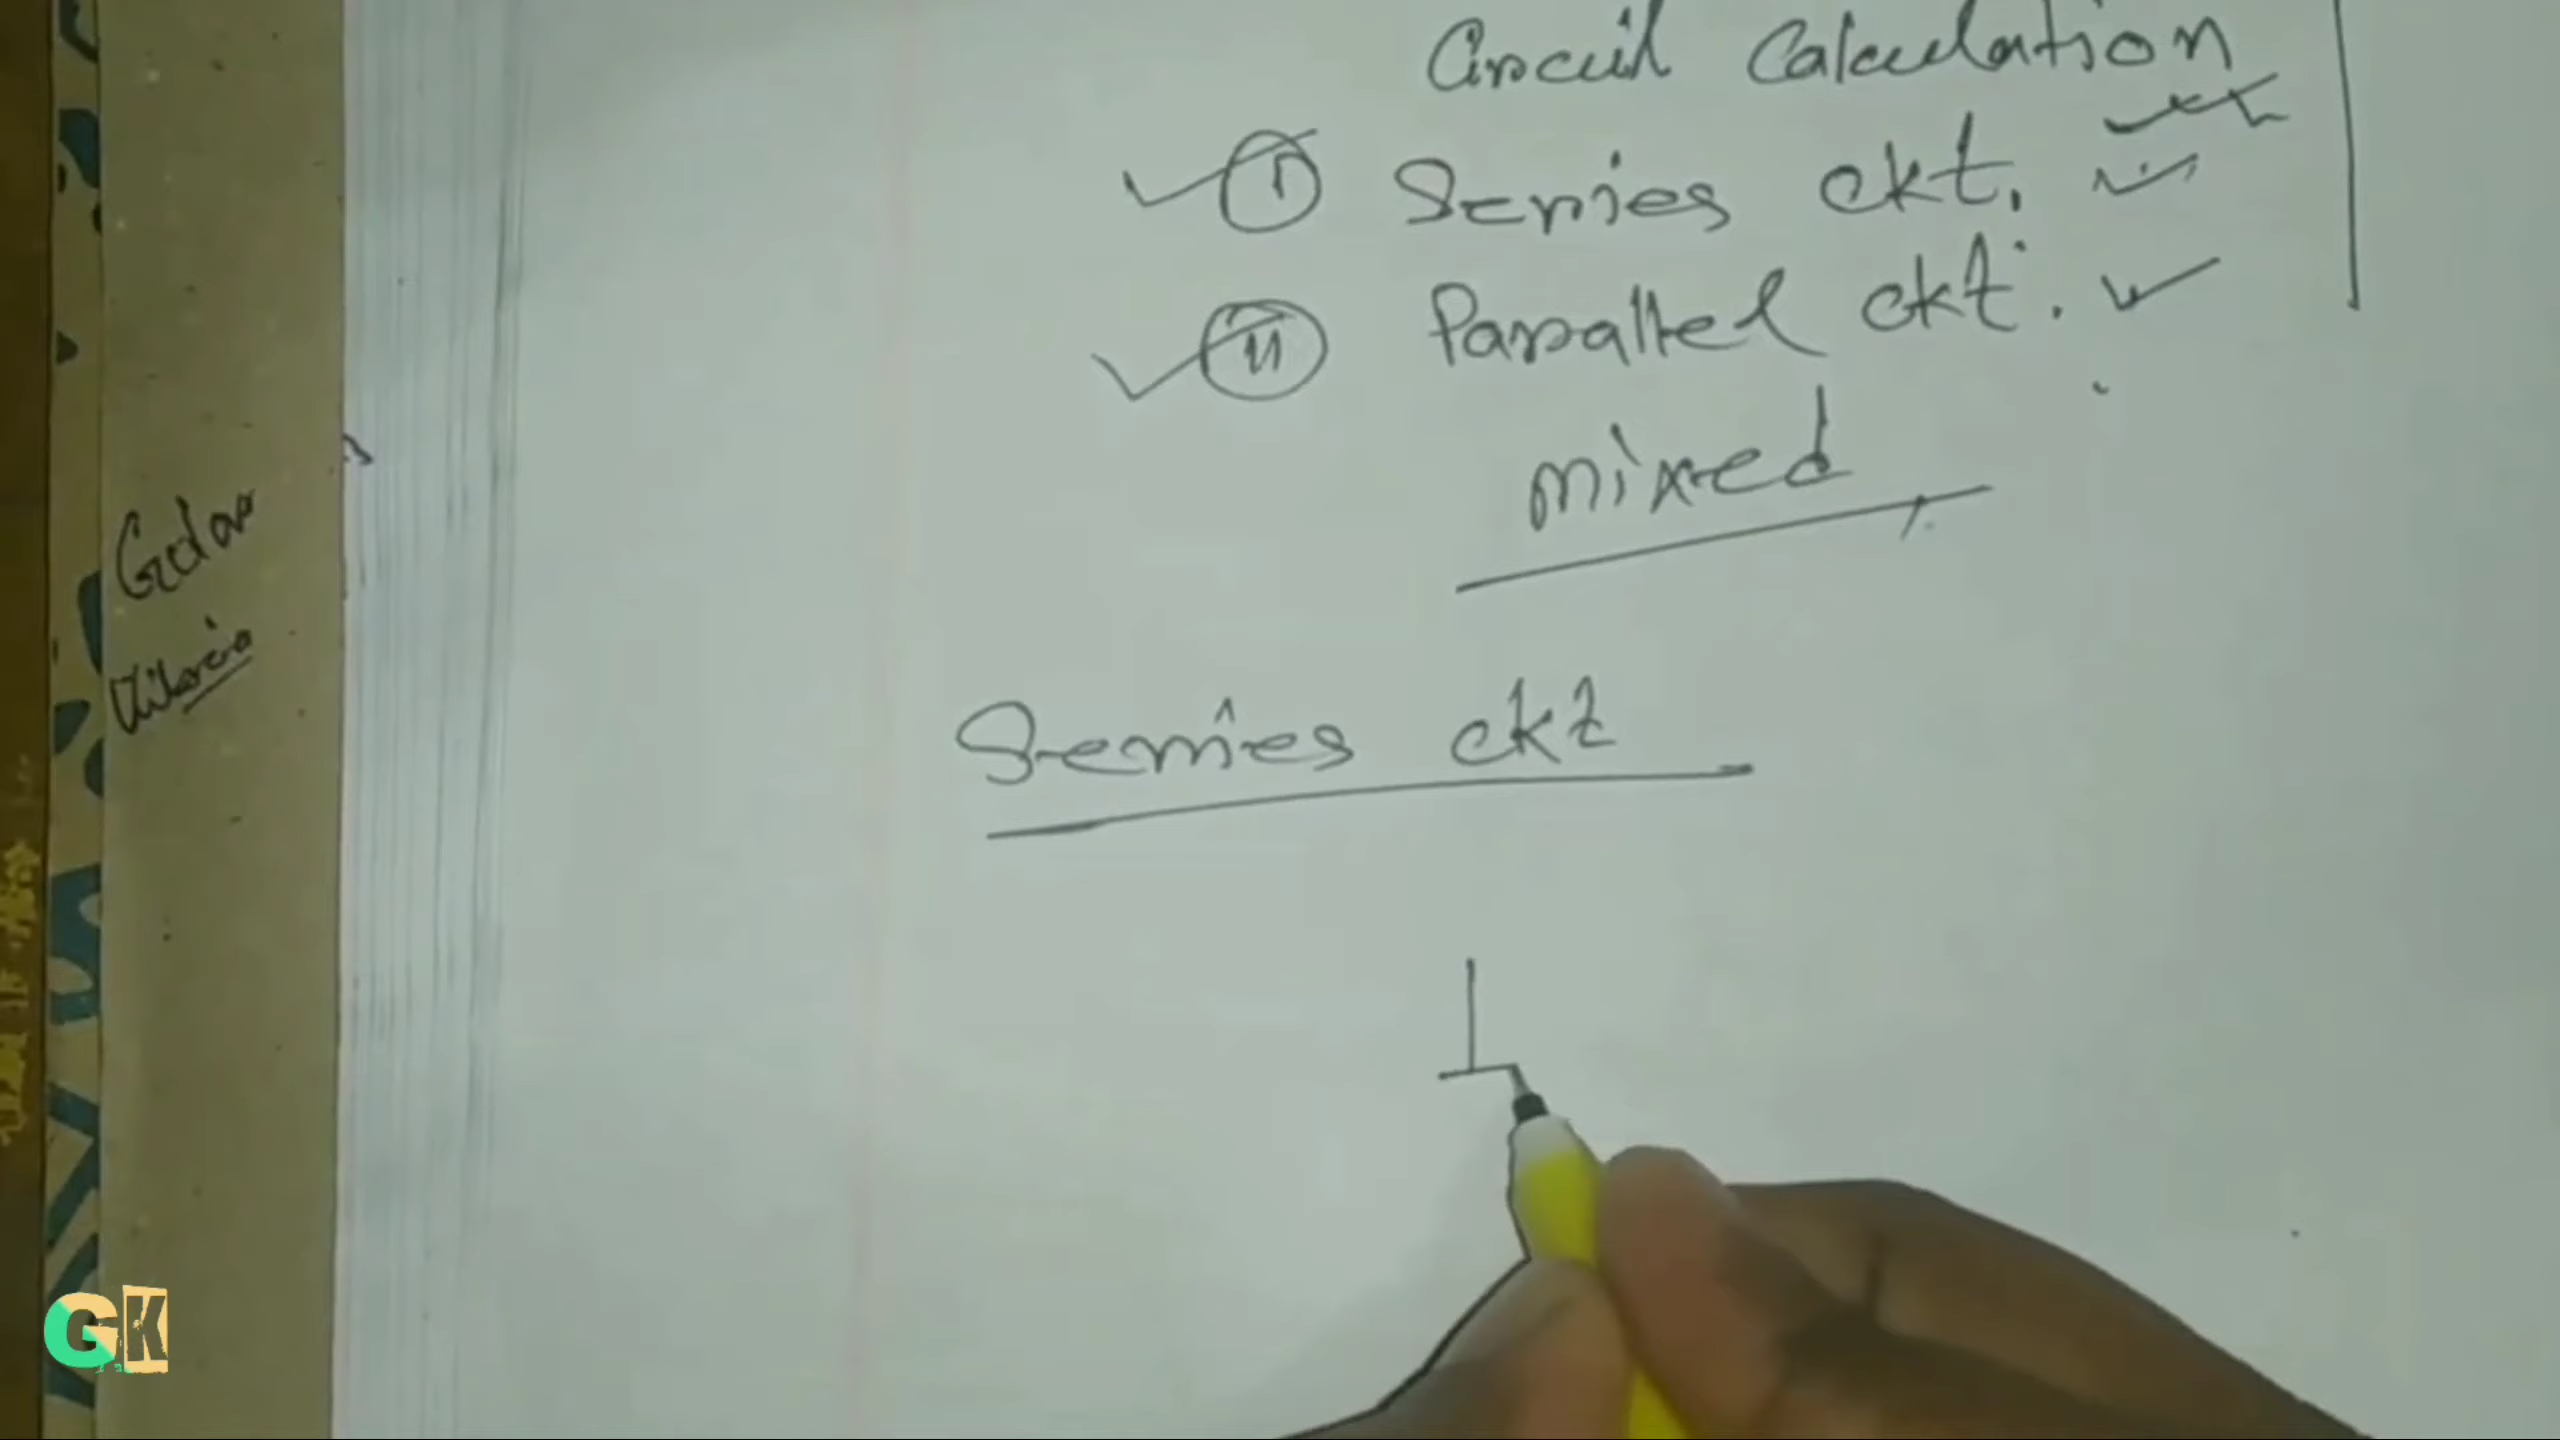 Circuit Calculation
I Series ckt.
II Parallel ckt.
mixed
Series ckt
GK